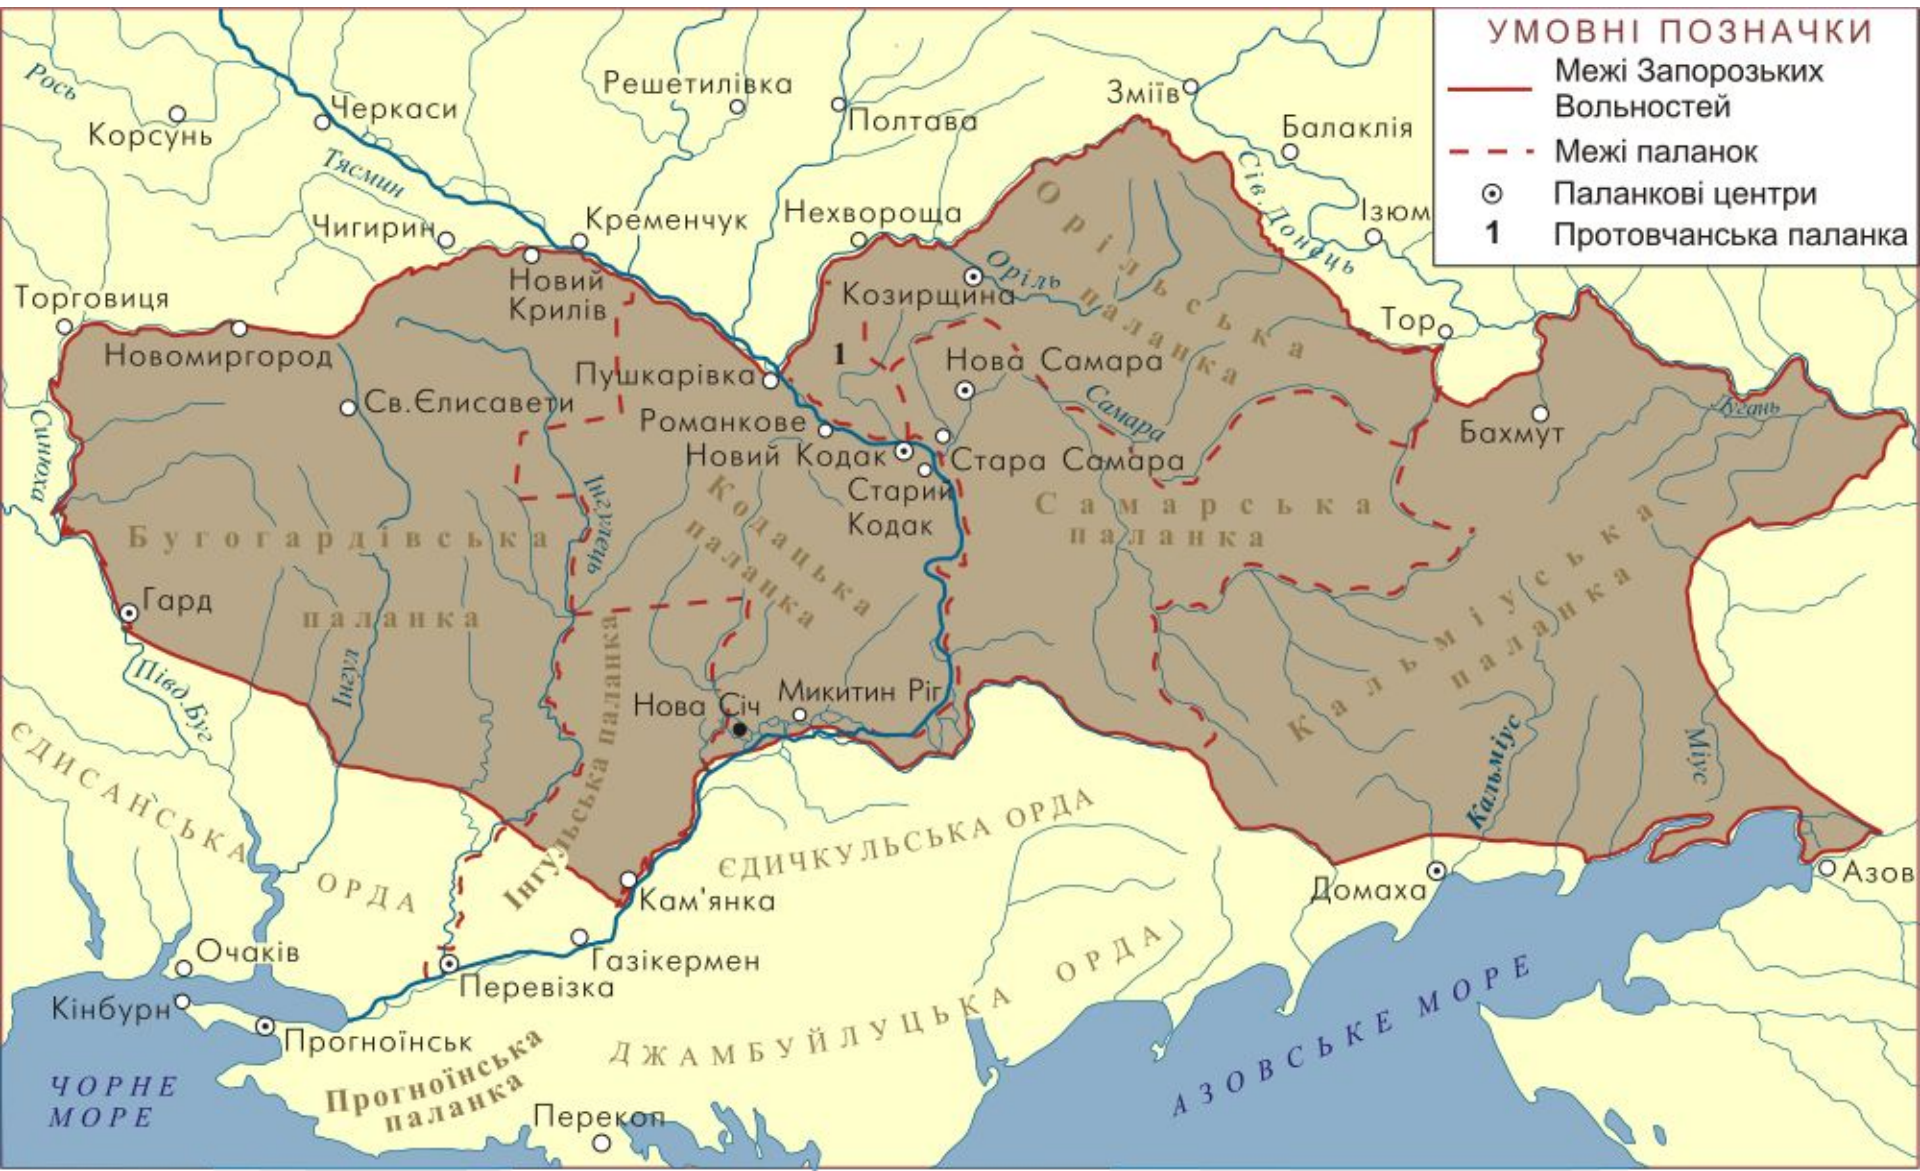 УМОВНІ ПОЗНАЧКИ
Межі Запорозьких
Вольностей
Межі паланок
Паланкові центри
1 Протовчанська паланка
Рось
Корсунь
Черкаси
Тясмин
Решетилівка
Полтава
Зміїв
Балаклія
Сів. Донець
Ізюм
Чигирин
Кременчук
Нехвороща
Новий
Крилів
Торговиця
Новомиргород
Козирщина
Оріль
Орільська
паланка
Тор
1
Пушкарівка
Нова Самара
Св.Єлисавети
Романкове
Самара
Бахмут
Лугань
Синюха
Новий Кодак
Стара Самара
Старий
Кодак
Інгулець
Кодацька
паланка
Самарська
паланка
Бугогардівська
паланка
Гард
Кальміуська
паланка
Півд.Буг
Інгул
Нова Січ
Микитин Ріг
Кальміус
Міус
ЄДИСАНСЬКА
ОРДА
Інгульська паланка
ЄДИЧКУЛЬСЬКА ОРДА
Кам'янка
Домаха
Азов
Очаків
Газікермен
Перевізка
Кінбурн
Прогноїнськ
Прогноїнська
паланка
ДЖАМБУЙЛУЦЬКА ОРДА
АЗОВСЬКЕ МОРЕ
ЧОРНЕ
МОРЕ
Перекоп